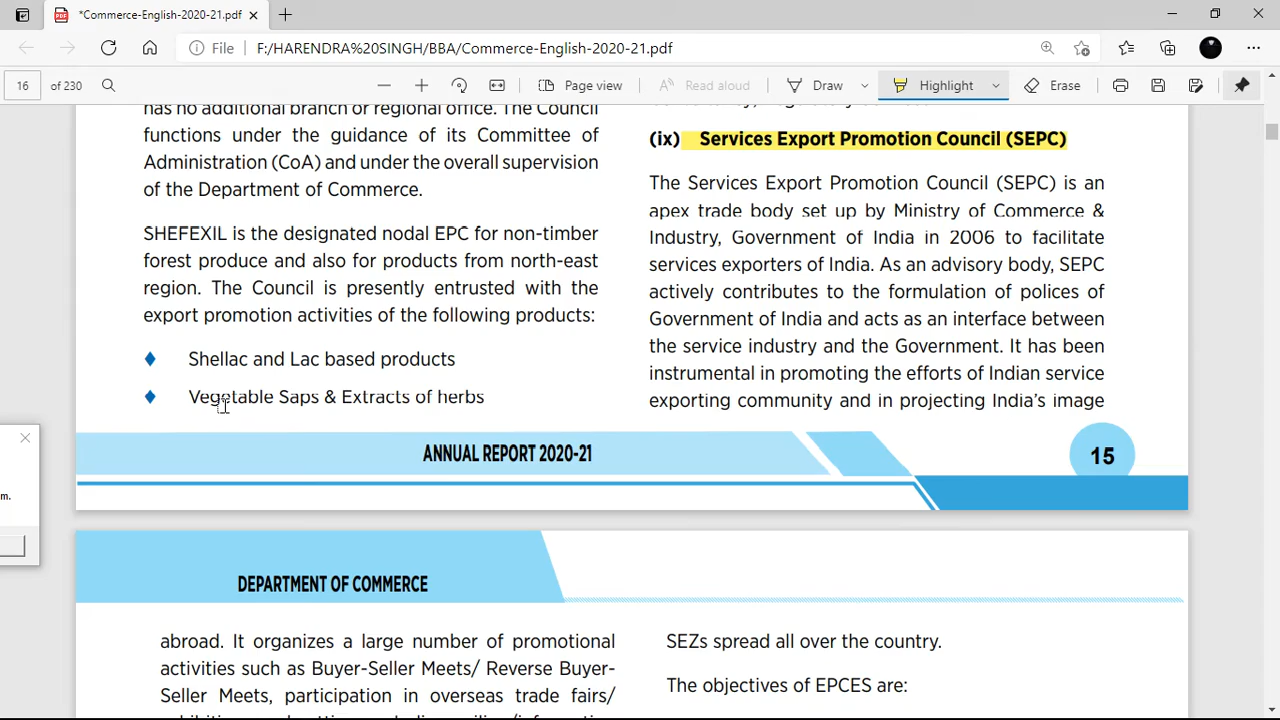 *Commerce-English-2020-21.pdf
File F:/HARENDRA%20SINGH/BBA/Commerce-English-2020-21.pdf
16 of 230 Page view Read aloud Draw Highlight Erase
has no additional branch or regional office. The Council
functions under the guidance of its Committee of
Administration (CoA) and under the overall supervision
of the Department of Commerce.
SHEFEXIL is the designated nodal EPC for non-timber
forest produce and also for products from north-east
region. The Council is presently entrusted with the
export promotion activities of the following products:
Shellac and Lac based products
Vegetable Saps & Extracts of herbs
(ix) Services Export Promotion Council (SEPC)
The Services Export Promotion Council (SEPC) is an
apex trade body set up by Ministry of Commerce &
Industry, Government of India in 2006 to facilitate
services exporters of India. As an advisory body, SEPC
actively contributes to the formulation of polices of
Government of India and acts as an interface between
the service industry and the Government. It has been
instrumental in promoting the efforts of Indian service
exporting community and in projecting India's image
m.
ANNUAL REPORT 2020-21
15
DEPARTMENT OF COMMERCE
abroad. It organizes a large number of promotional
activities such as Buyer-Seller Meets/ Reverse Buyer-
Seller Meets, participation in overseas trade fairs/
SEZs spread all over the country.
The objectives of EPCES are: